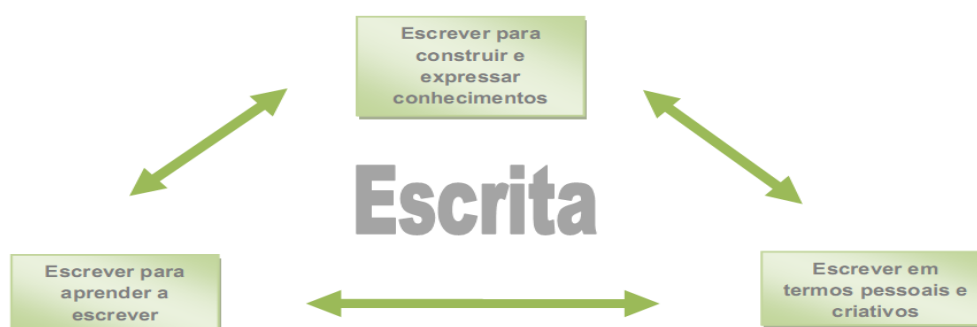 Escrever para
construir e
expressar
conhecimentos
Escrita
Escrever para
aprender a
escrever
Escrever em
termos pessoais e
criativos